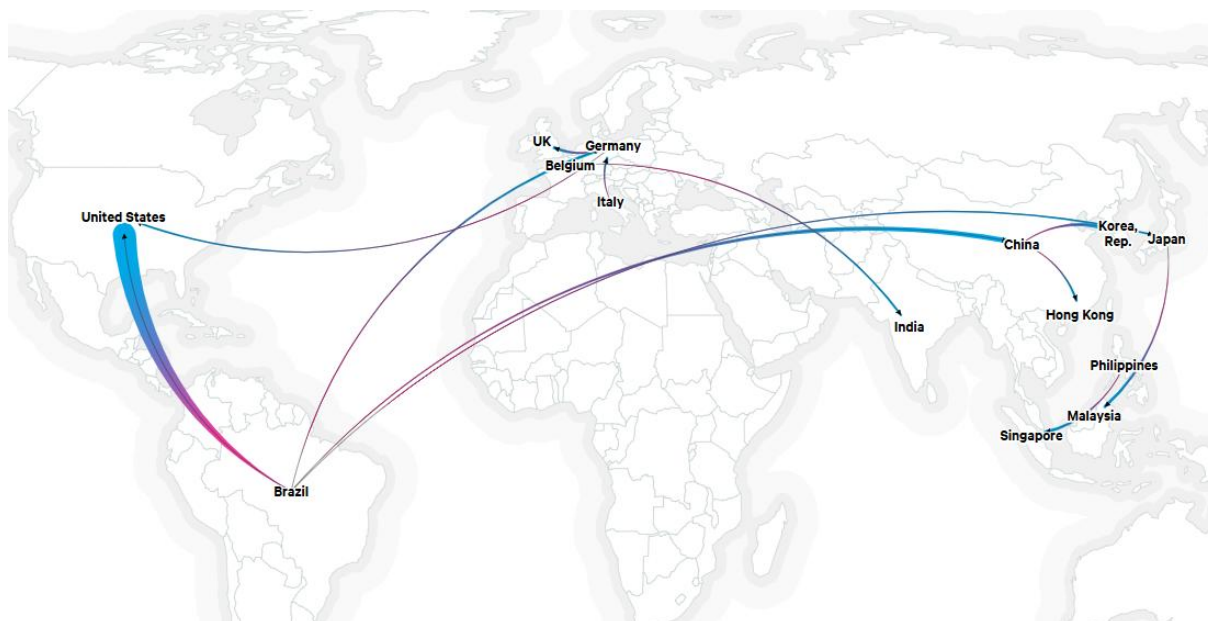 UK
Germany
Belgium
Italy
United States
Korea,
Rep.
Japan
China
Hong Kong
India
Philippines
Malaysia
Singapore
Brazil